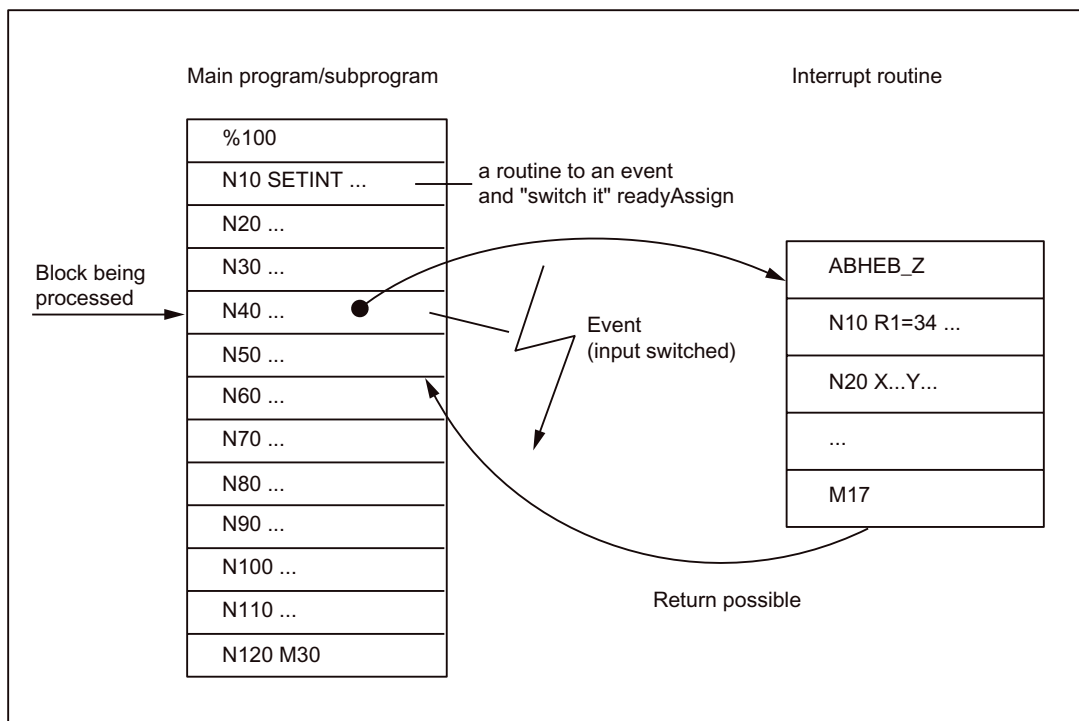 Main program/subprogram
Interrupt routine
%100
N10 SETINT ...
a routine to an event
and "switch it" readyAssign
N20 ...
N30 ...
Block being
processed
N40 ...
N50 ...
N60 ...
N70 ...
N80 ...
N90 ...
N100 ...
N110 ...
N120 M30
Event
(input switched)
ABHEB_Z
N10 R1=34 ...
N20 X...Y...
...
M17
Return possible